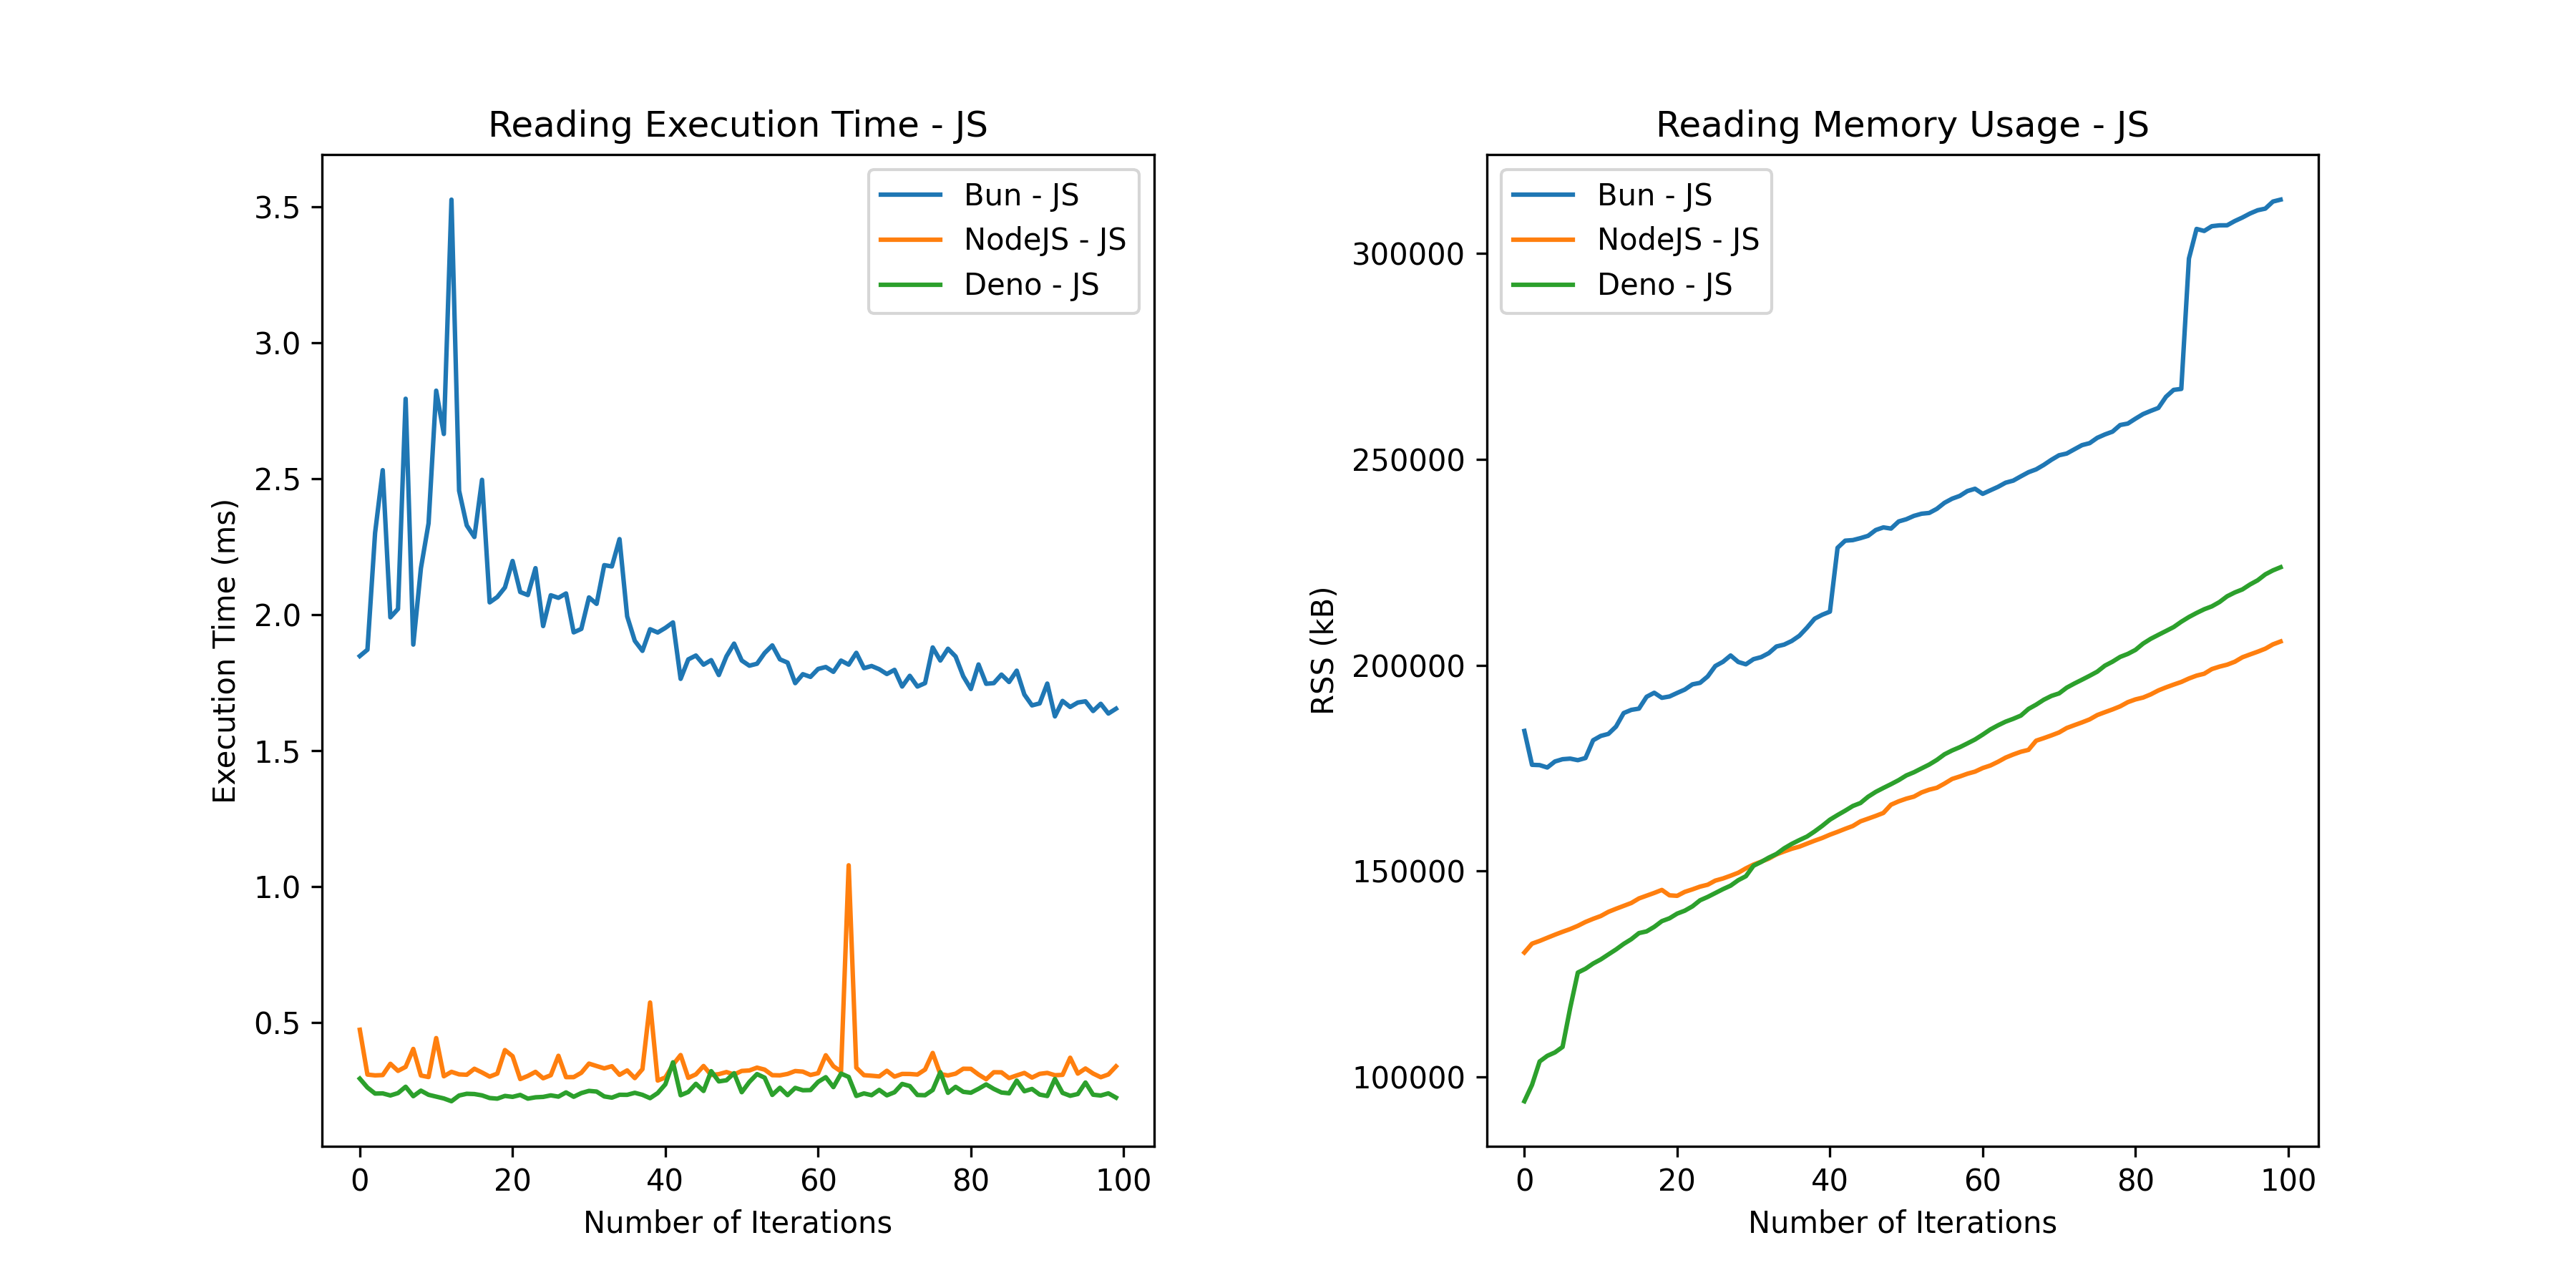 Reading Execution Time - JS
Bun - JS
NodeJS - JS
Deno - JS
3.5
3.0
2.5
2.0
1.5
1.0
0.5
Execution Time (ms)
0 20 40 60 80 100
Number of Iterations
Reading Memory Usage - JS
Bun - JS
NodeJS - JS
Deno - JS
300000
250000
200000
150000
100000
RSS (kB)
0 20 40 60 80 100
Number of Iterations